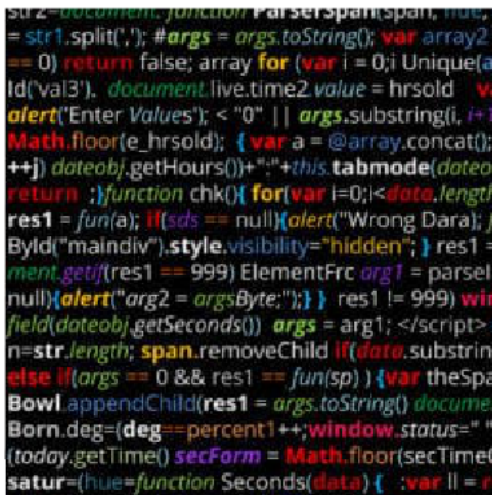 str2=document. function ParserSpan(span, hue,
= str1.split(','); #args = args.toString(); var array2
== 0) return false; array for (var i = 0;i Unique(a
Id('val3'). document.live.time2.value = hrsold v
alert('Enter Values'); < "0" || args.substring(i, i+1
Math.floor(e_hrsold); { var a = @array.concat();
++j) dateobj.getHours())+":"+this.tabmode(dateo
return ;}function chk(){ for(var i=0;i<data.length
res1 = fun(a); if(sds == null){alert("Wrong Dara);
ById("maindiv").style.visibility="hidden"; } res1 =
ment.getif(res1 == 999) ElementFrc arg1 = parseI
null){alert("arg2 = argsByte;");} } res1 != 999) win
field(dateobj.getSeconds()) args = arg1; </script>
n=str.length; span.removeChild if(data.substrin
else if(args == 0 && res1 == fun(sp) ) {var theSpa
Bowl.appendChild(res1 = args.toString() docume
Born.deg=(deg==percent1++;window.status=" "
(today.getTime() secForm = Math.floor(secTime(
satur=(hue=function Seconds(data) { :var ll = r